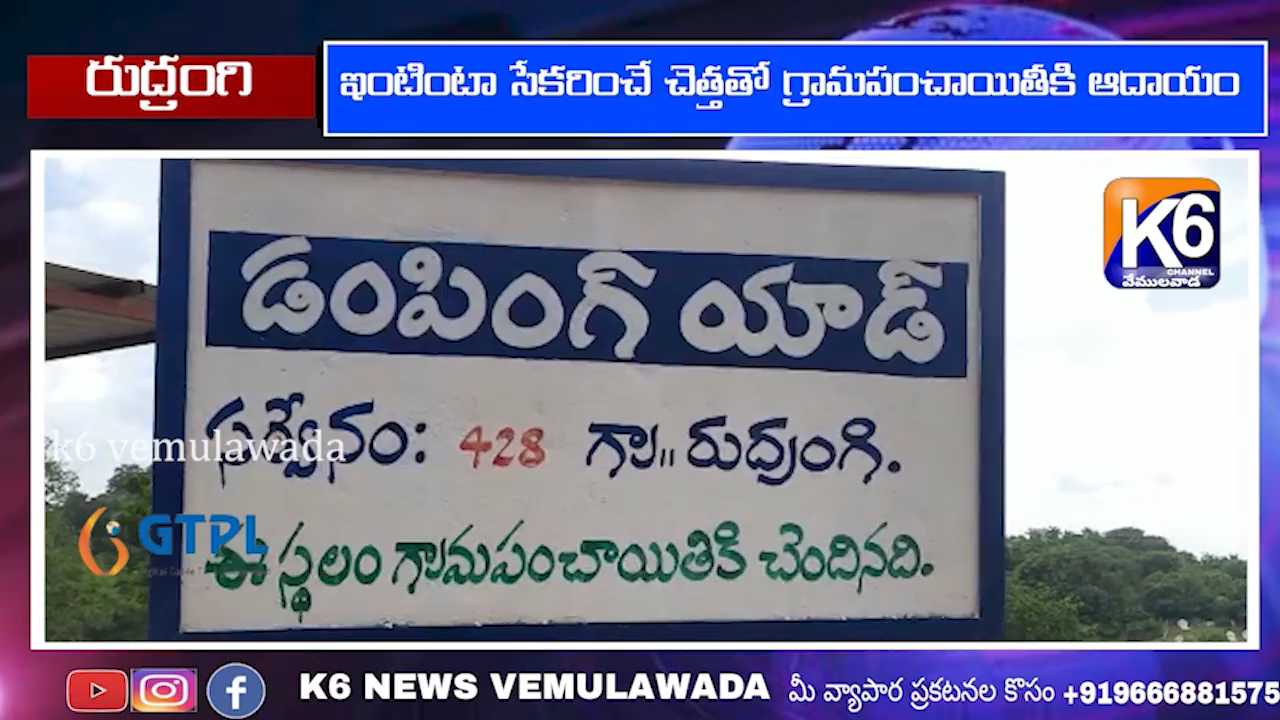 రుద్రంగి
ఇంటింటా సేకరించే చెత్తతో గ్రామపంచాయితీకి ఆదాయం
K6
CHANNEL
వేములవాడ
డంపింగ్ యార్డ్
సర్వేనం: 428 గ్రా॥ రుద్రంగి.
k6 vemulawada
GTPL
ఈ స్థలం గ్రామపంచాయితికి చెందినది.
K6 NEWS VEMULAWADA మీ వ్యాపార ప్రకటనల కోసం +919666881575